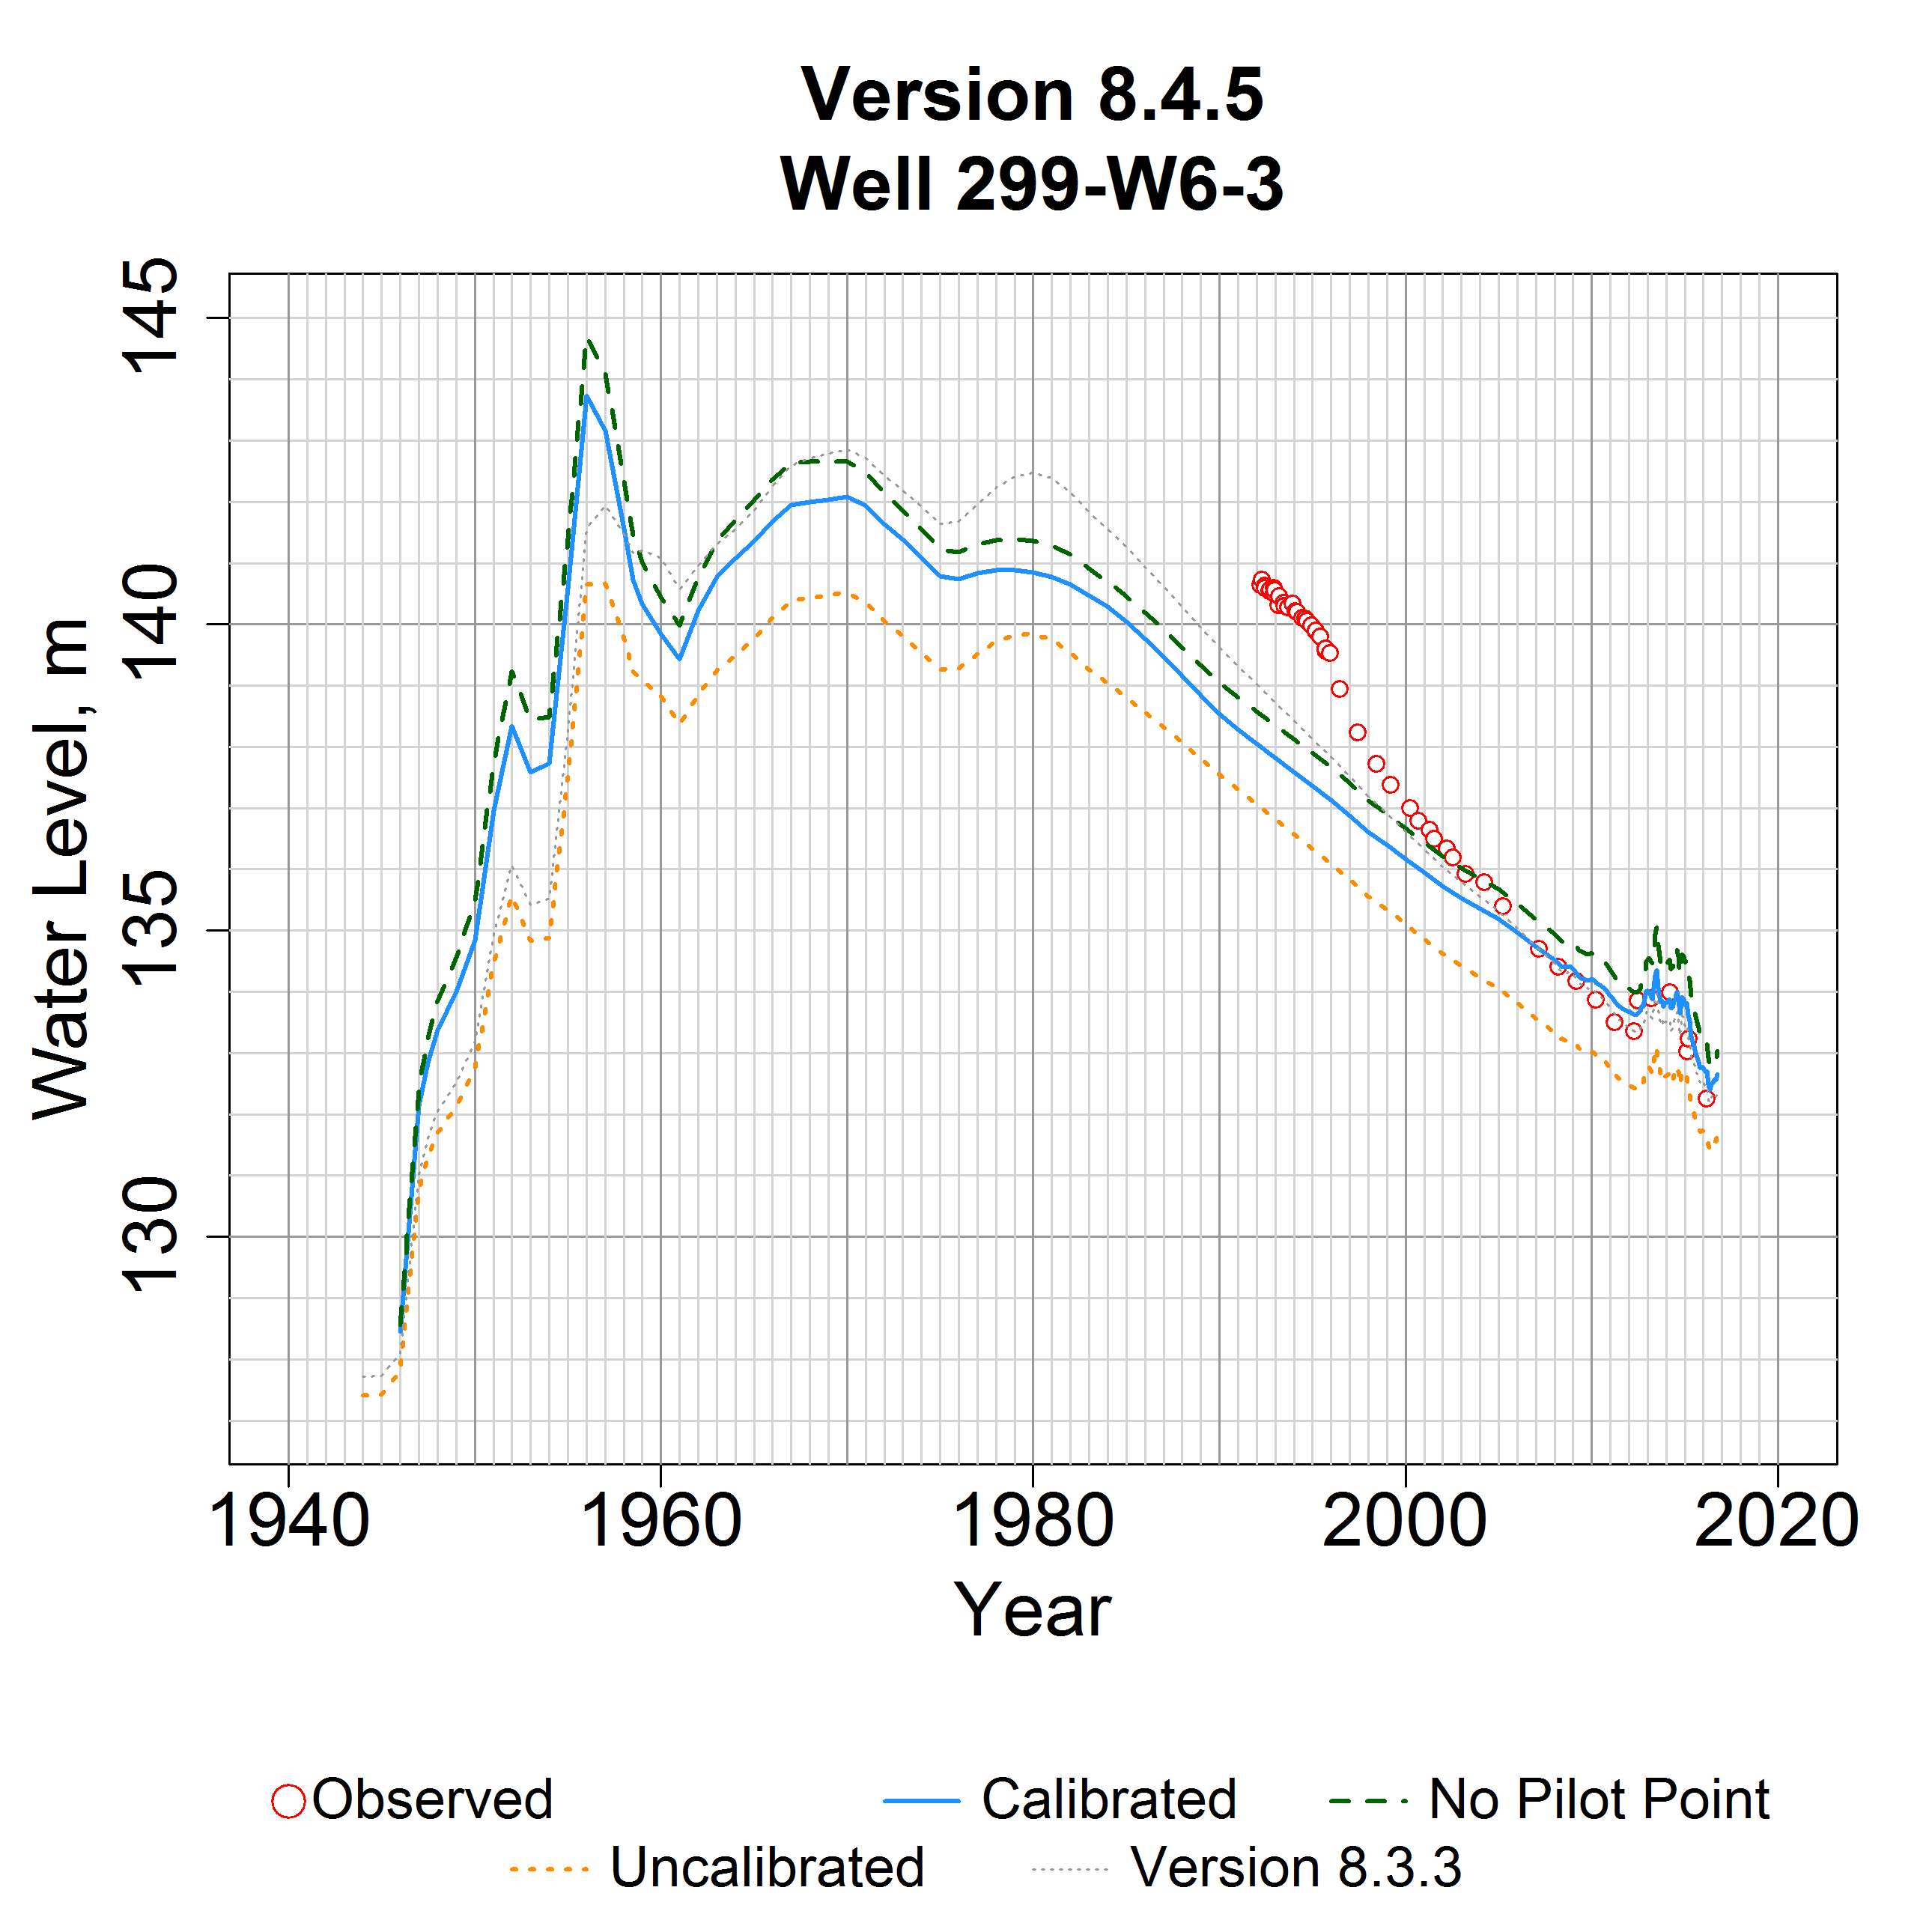 Version 8.4.5
Well 299-W6-3
Water Level, m
145
140
135
130
1940 1960 1980 2000 2020
Year
Observed Calibrated No Pilot Point
Uncalibrated Version 8.3.3